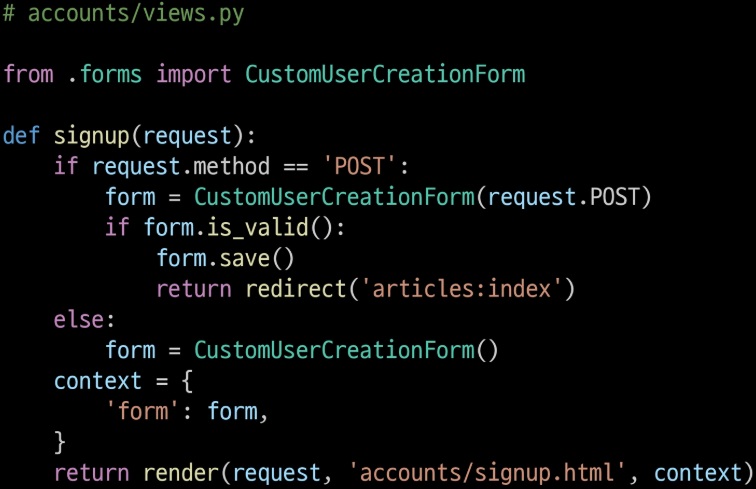 # accounts/views.py
from .forms import CustomUserCreationForm
def signup(request):
    if request.method == 'POST':
        form = CustomUserCreationForm(request.POST)
        if form.is_valid():
            form.save()
            return redirect('articles:index')
    else:
        form = CustomUserCreationForm()
    context = {
        'form': form,
    }
    return render(request, 'accounts/signup.html', context)